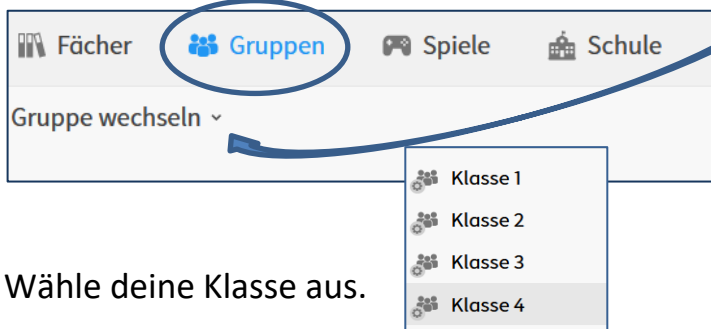 Fächer Gruppen Spiele Schule
Gruppe wechseln
Klasse 1
Klasse 2
Klasse 3
Klasse 4
Wähle deine Klasse aus.